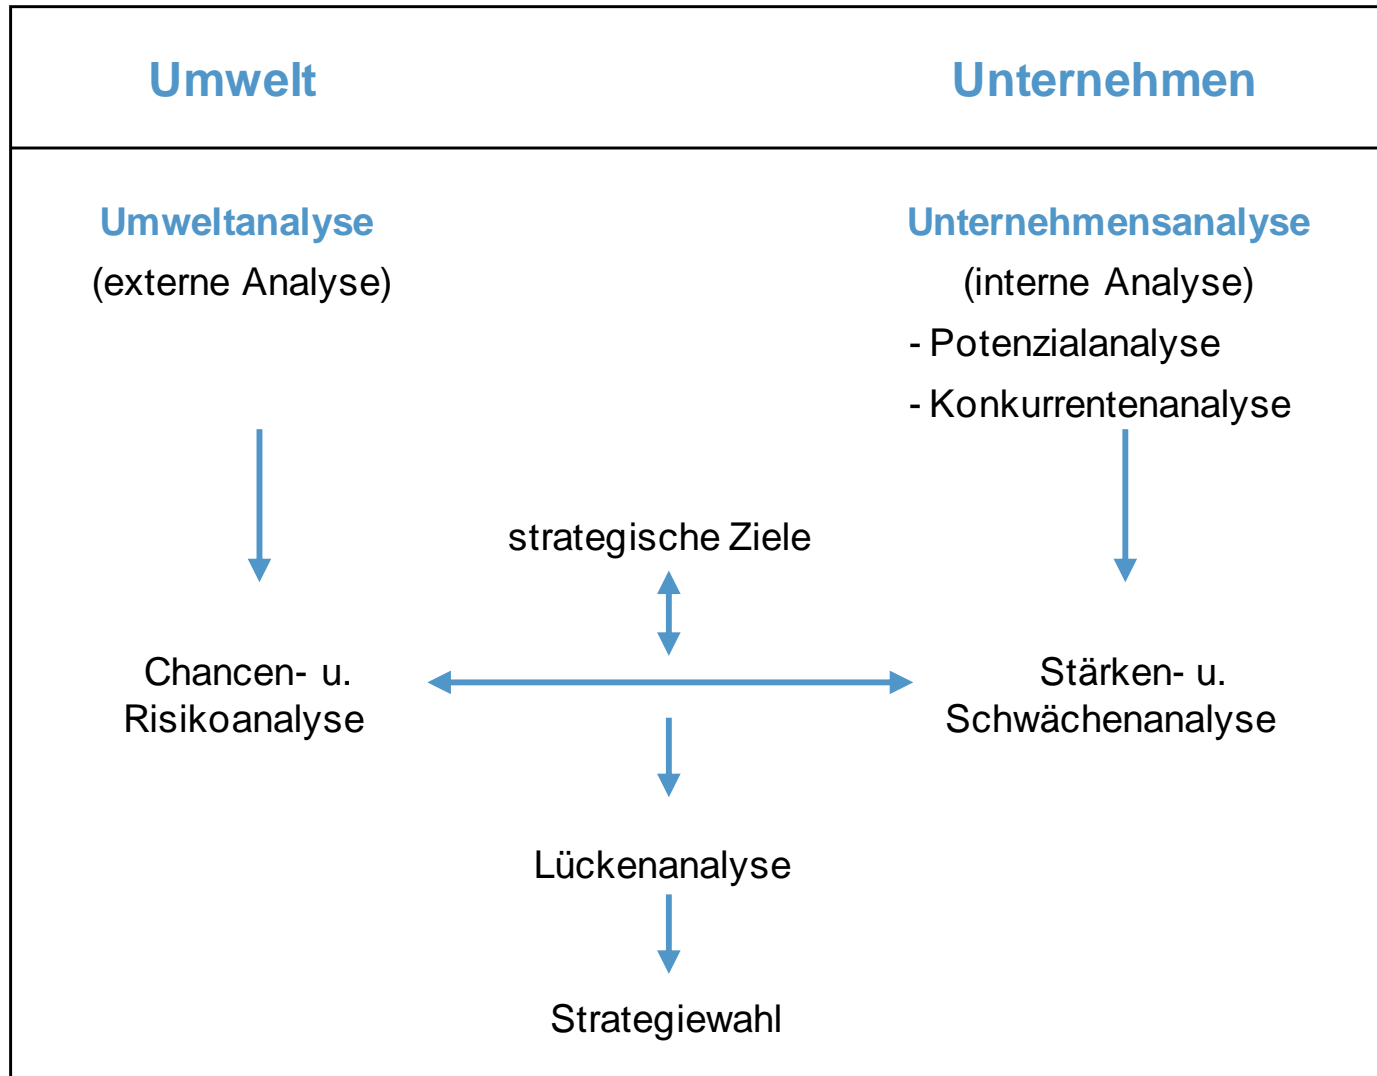 Umwelt
Unternehmen
Umweltanalyse
(externe Analyse)
Unternehmensanalyse
(interne Analyse)
- Potenzialanalyse
- Konkurrentenanalyse
strategische Ziele
Chancen- u.
Risikoanalyse
Stärken- u.
Schwächenanalyse
Lückenanalyse
Strategiewahl